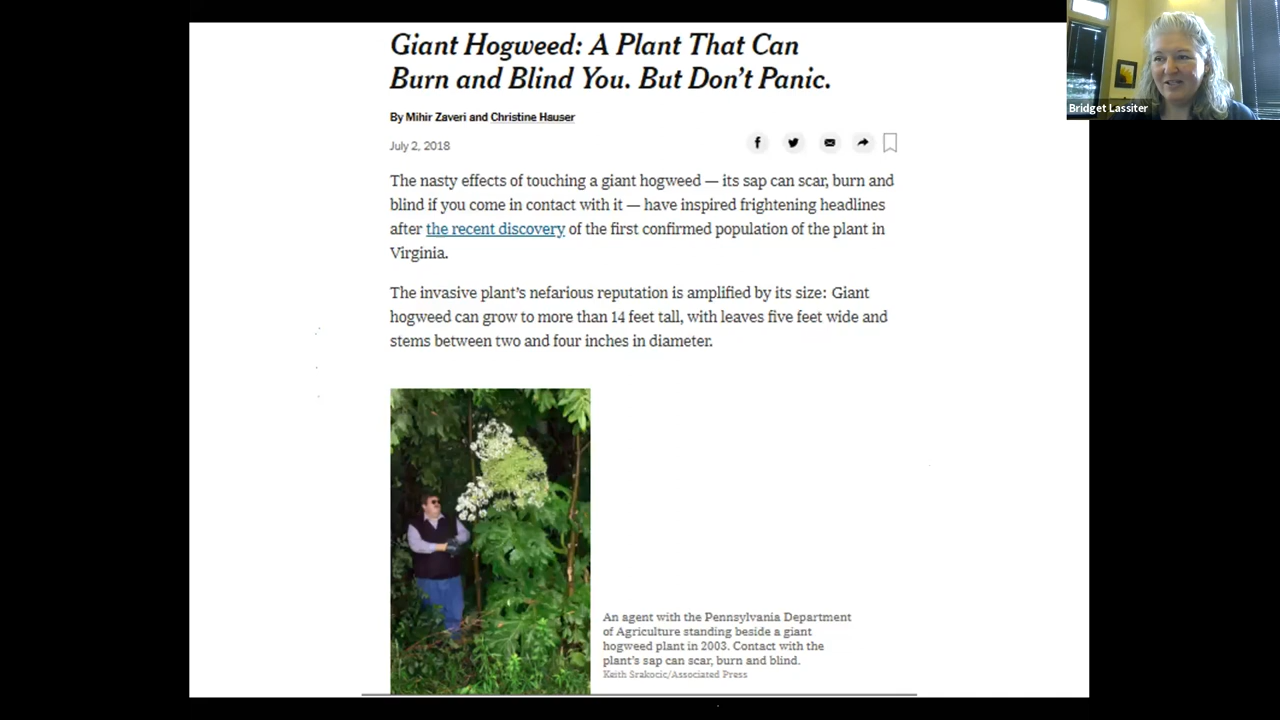 Giant Hogweed: A Plant That Can
Burn and Blind You. But Don't Panic.
By Mihir Zaveri and Christine Hauser
July 2, 2018
The nasty effects of touching a giant hogweed — its sap can scar, burn and
blind if you come in contact with it — have inspired frightening headlines
after the recent discovery of the first confirmed population of the plant in
Virginia.
The invasive plant's nefarious reputation is amplified by its size: Giant
hogweed can grow to more than 14 feet tall, with leaves five feet wide and
stems between two and four inches in diameter.
An agent with the Pennsylvania Department
of Agriculture standing beside a giant
hogweed plant in 2003. Contact with the
plant's sap can scar, burn and blind.
Keith Srakocic/Associated Press
Bridget Lassiter